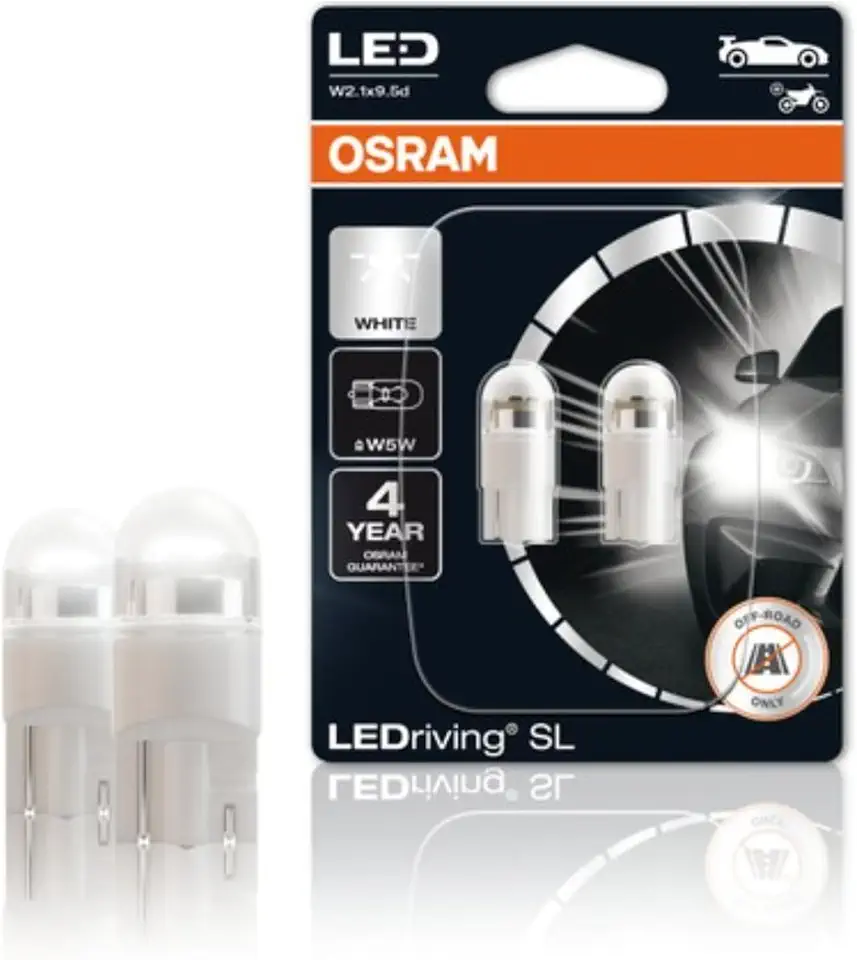 LED
W2.1x9.5d
OSRAM
WHITE
W5W
4
YEAR
OSRAM
GUARANTEE®
OFF-ROAD
ONLY
LEDriving® SL